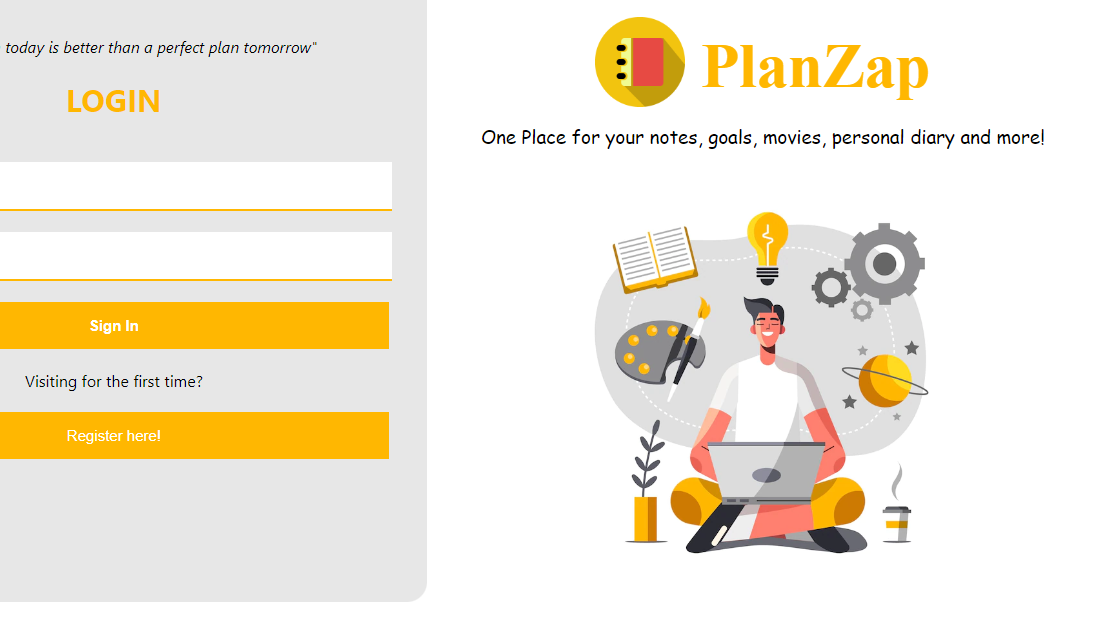 today is better than a perfect plan tomorrow"
LOGIN
Sign In
Visiting for the first time?
Register here!
PlanZap
One Place for your notes, goals, movies, personal diary and more!